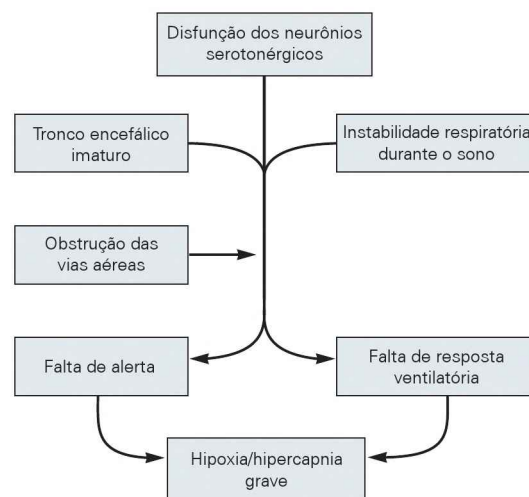 Disfunção dos neurônios
serotonérgicos
Tronco encefálico
imaturo
Instabilidade respiratória
durante o sono
Obstrução das
vias aéreas
Falta de alerta
Falta de resposta
ventilatória
Hipoxia/hipercapnia
grave